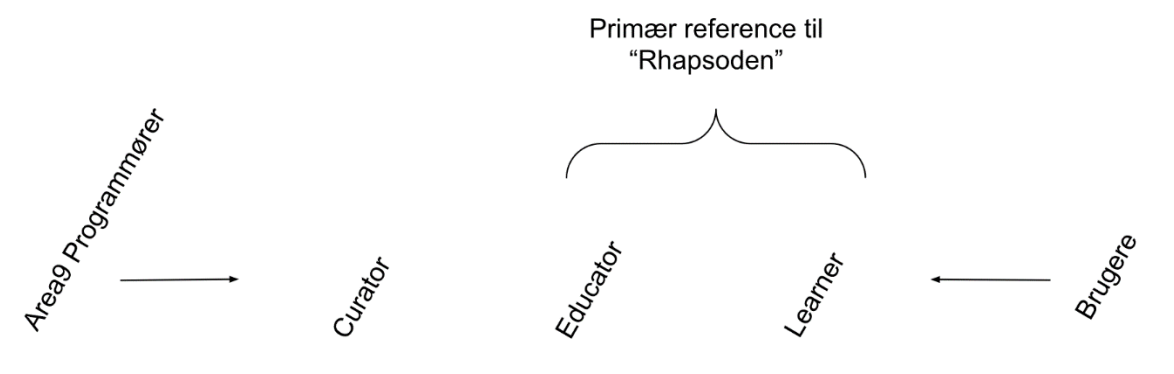 Primær reference til
“Rhapsoden”
Area9 Programmører
Curator
Educator
Learner
Brugere